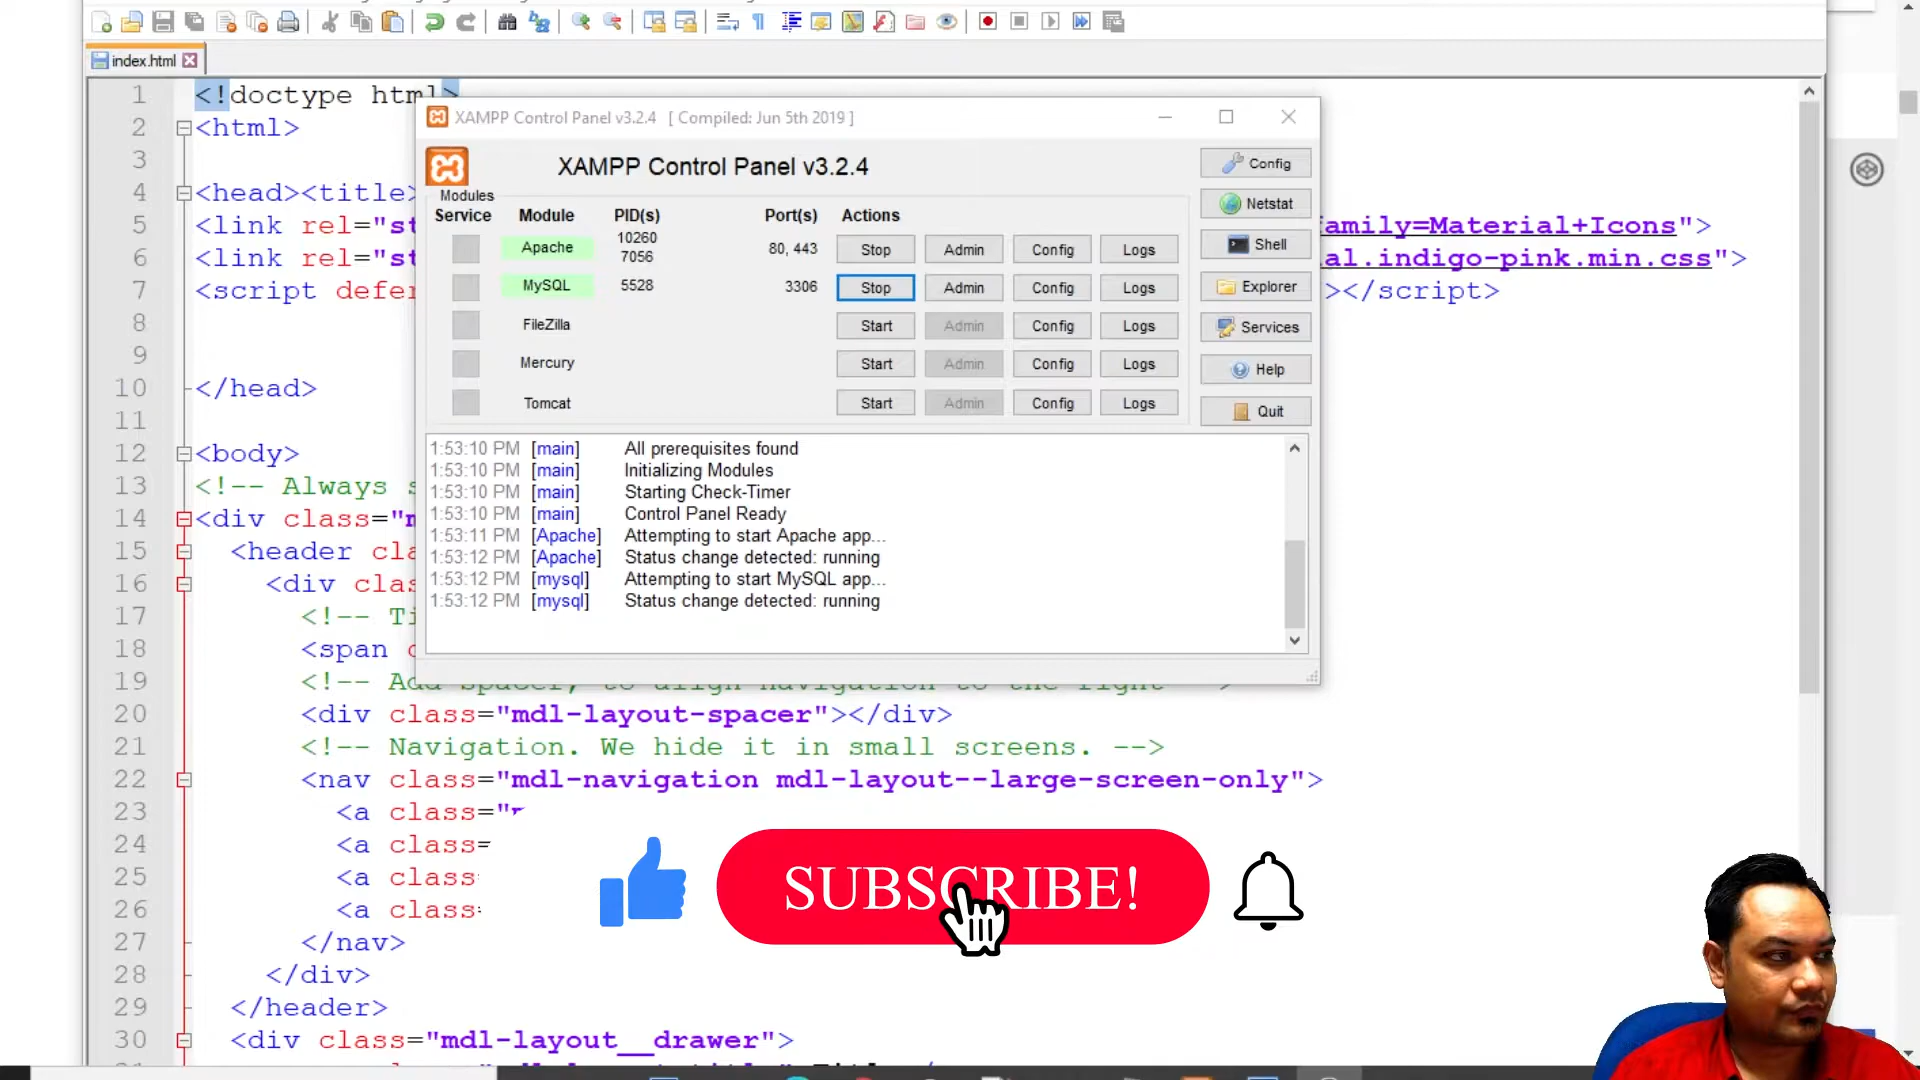 index.html
1 <!doctype html>
2 <html>
3
4 <head><title>
5 <link rel="st
family=Material+Icons">
6 <link rel="st
al.indigo-pink.min.css">
7 <script defer
></script>
8
9
10 </head>
11
12 <body>
13 <!-- Always s
14 <div class="m
15 <header cla
16 <div clas
17 <!-- Ti
18 <span c
19 <!-- Add spacer, to align navigation to the right
20 <div class="mdl-layout-spacer"></div>
21 <!-- Navigation. We hide it in small screens. -->
22 <nav class="mdl-navigation mdl-layout--large-screen-only">
23 <a class="
24 <a class=
25 <a class
26 <a class
27 </nav>
28 </div>
29 </header>
30 <div class="mdl-layout__drawer">
XAMPP Control Panel v3.2.4 [ Compiled: Jun 5th 2019 ]
XAMPP Control Panel v3.2.4
Modules
Service Module PID(s) Port(s) Actions
Apache 10260 7056 80, 443 Stop Admin Config Logs
MySQL 5528 3306 Stop Admin Config Logs
FileZilla Start Admin Config Logs
Mercury Start Admin Config Logs
Tomcat Start Admin Config Logs
Config
Netstat
Shell
Explorer
Services
Help
Quit
1:53:10 PM [main] All prerequisites found
1:53:10 PM [main] Initializing Modules
1:53:10 PM [main] Starting Check-Timer
1:53:10 PM [main] Control Panel Ready
1:53:11 PM [Apache] Attempting to start Apache app...
1:53:12 PM [Apache] Status change detected: running
1:53:12 PM [mysql] Attempting to start MySQL app...
1:53:12 PM [mysql] Status change detected: running
SUBSCRIBE!